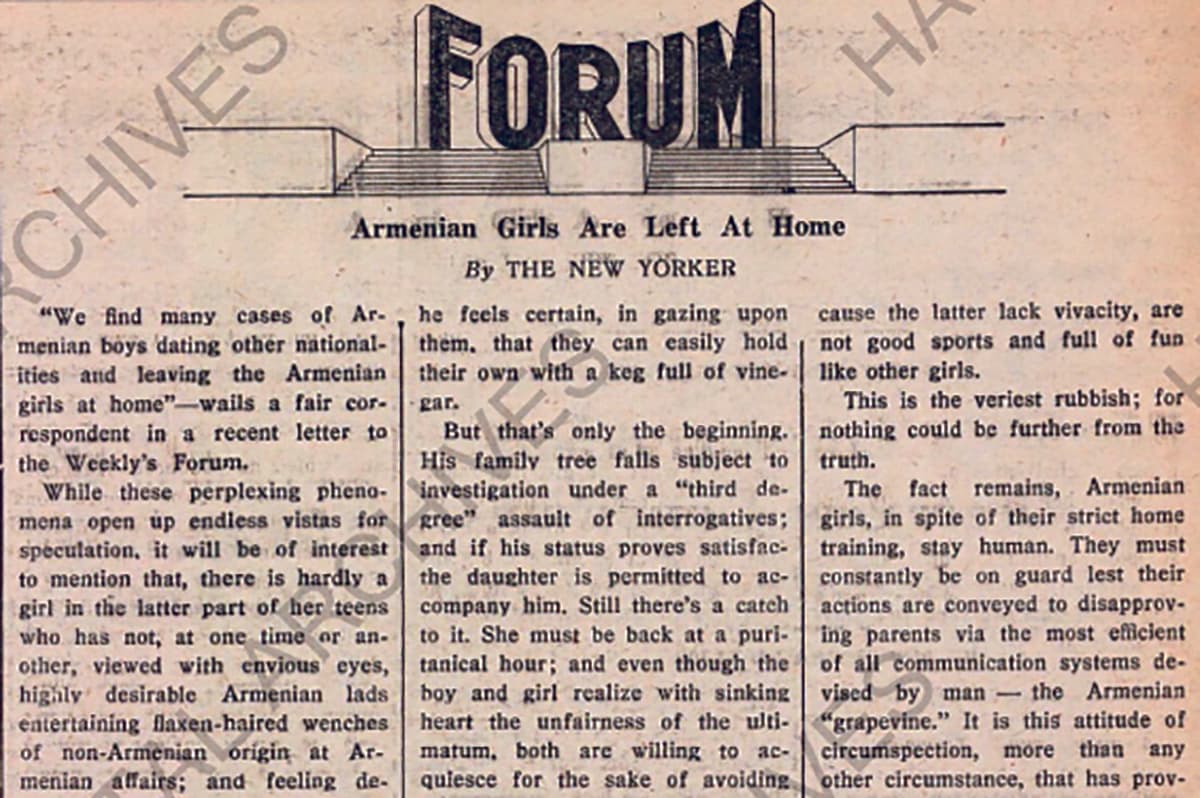 FORUM
Armenian Girls Are Left At Home
By THE NEW YORKER
“We find many cases of Ar-
menian boys dating other national-
ities and leaving the Armenian
girls at home”—wails a fair cor-
respondent in a recent letter to
the Weekly’s Forum.
While these perplexing pheno-
mena open up endless vistas for
speculation, it will be of interest
to mention that, there is hardly a
girl in the latter part of her teens
who has not, at one time or an-
other, viewed with envious eyes,
highly desirable Armenian lads
entertaining flaxen-haired wenches
of non-Armenian origin at Ar-
menian affairs; and feeling de-
he feels certain, in gazing upon
them, that they can easily hold
their own with a keg full of vine-
gar.
But that’s only the beginning.
His family tree falls subject to
investigation under a “third de-
gree” assault of interrogatives;
and if his status proves satisfac-
the daughter is permitted to ac-
company him. Still there’s a catch
to it. She must be back at a puri-
tanical hour; and even though the
boy and girl realize with sinking
heart the unfairness of the ulti-
matum, both are willing to ac-
quiesce for the sake of avoiding
cause the latter lack vivacity, are
not good sports and full of fun
like other girls.
This is the veriest rubbish; for
nothing could be further from the
truth.
The fact remains, Armenian
girls, in spite of their strict home
training, stay human. They must
constantly be on guard lest their
actions are conveyed to disapprov-
ing parents via the most efficient
of all communication systems de-
vised by man — the Armenian
“grapevine.” It is this attitude of
circumspection, more than any
other circumstance, that has prov-
RCHIVES
HA
TAL ARCHIVES
IVES
H